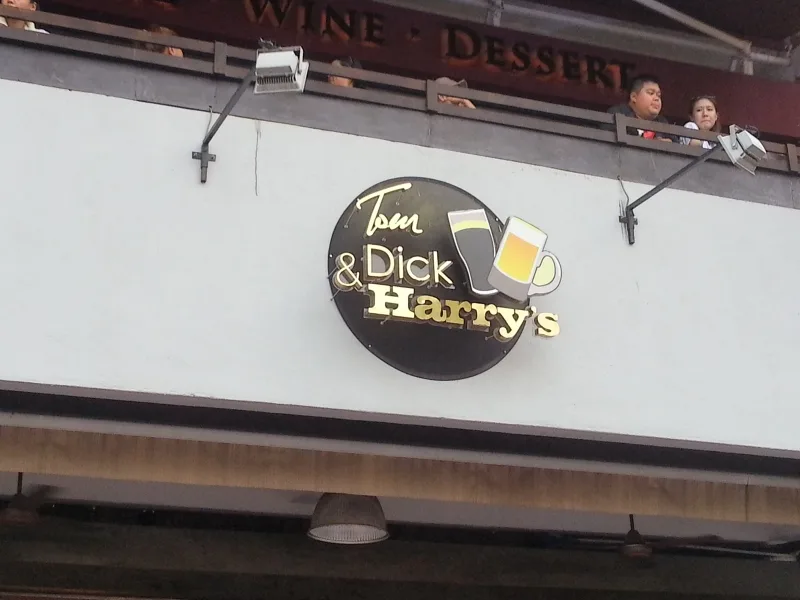 WINE · DESSERT
Tom
& Dick
Harry's